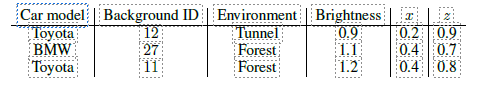 Car model Background ID Environment Brightness x z
Toyota 12 Tunnel 0.9 0.2 0.9
BMW 27 Forest 1.1 0.4 0.7
Toyota 11 Forest 1.2 0.4 0.8